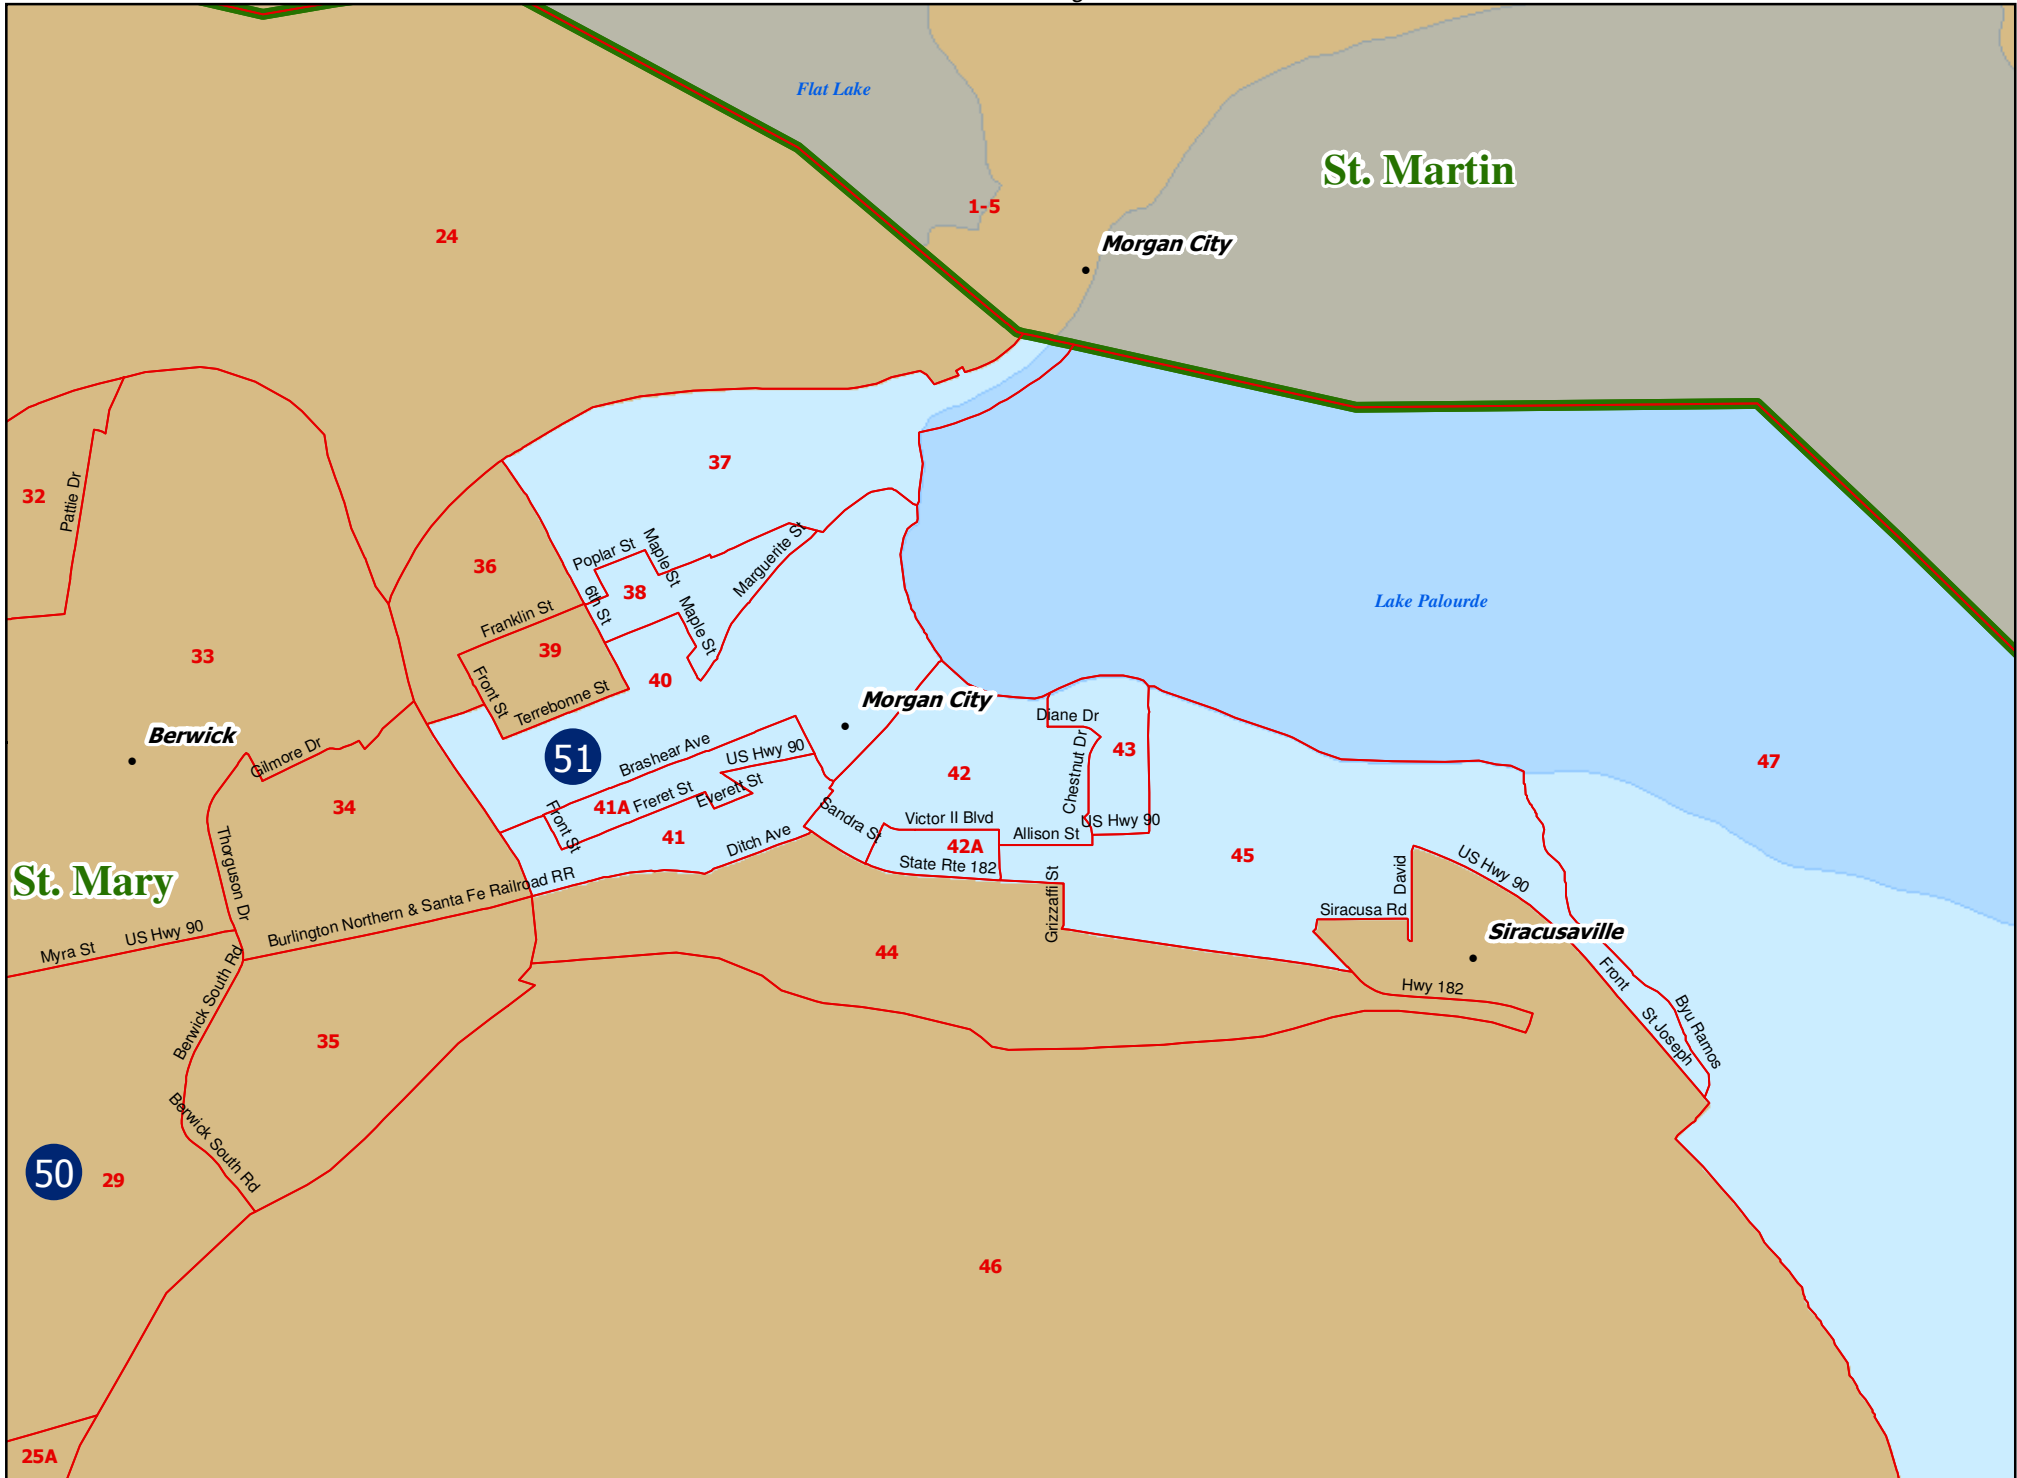 Flat Lake
St. Martin
1-5
24
Morgan City
37
32
Pattie Dr
36
Poplar St
Maple St
Marguerite St
38
6th St
Franklin St
Maple St
Lake Palourde
33
39
Front St
Terrebonne St
40
Morgan City
Diane Dr
Berwick
Gilmore Dr
51
Brashear Ave
US Hwy 90
43
47
Chestnut Dr
42
34
41A
Freret St
Everett St
Front St
41
Ditch Ave
Sandra St
Victor II Blvd
Allison St
US Hwy 90
42A
State Rte 182
45
Grizzaffi St
David
US Hwy 90
St. Mary
Thorguson Dr
Burlington Northern & Santa Fe Railroad RR
Siracusa Rd
Siracusaville
Myra St
US Hwy 90
Berwick South Rd
44
Hwy 182
Front
St Joseph
Byu Ramos
35
Berwick South Rd
50
29
46
25A